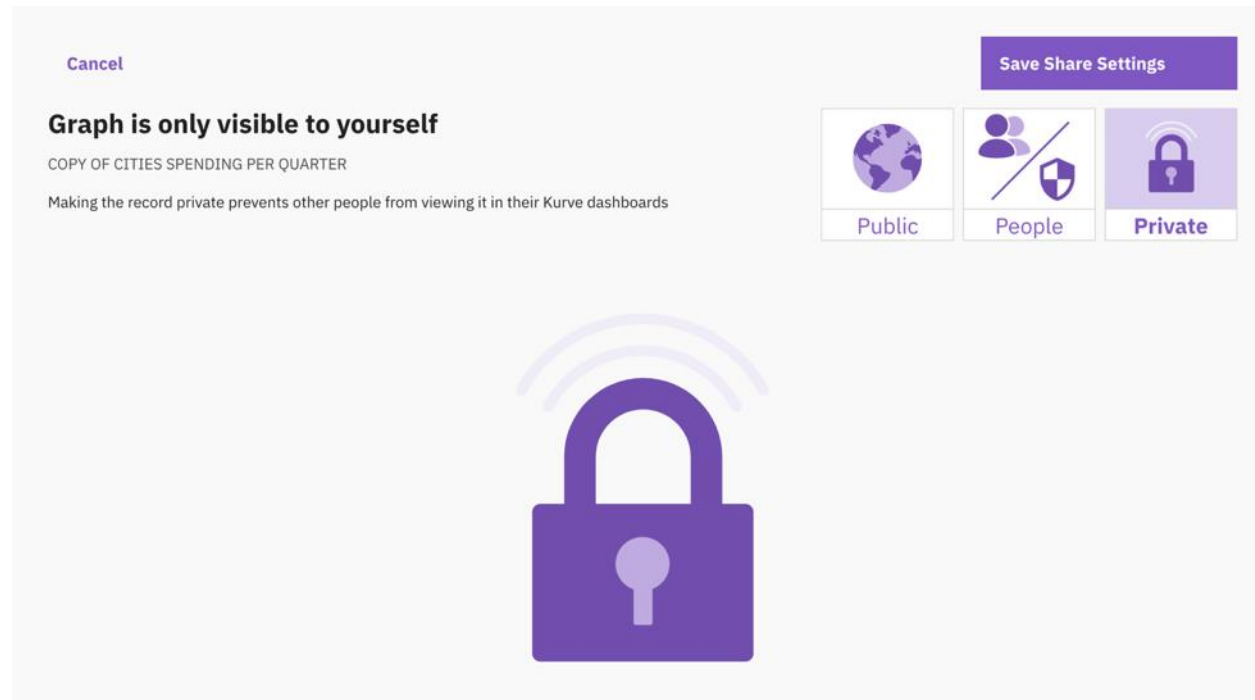 Cancel
Save Share Settings
Graph is only visible to yourself
COPY OF CITIES SPENDING PER QUARTER
Making the record private prevents other people from viewing it in their Kurve dashboards
Public
People
Private